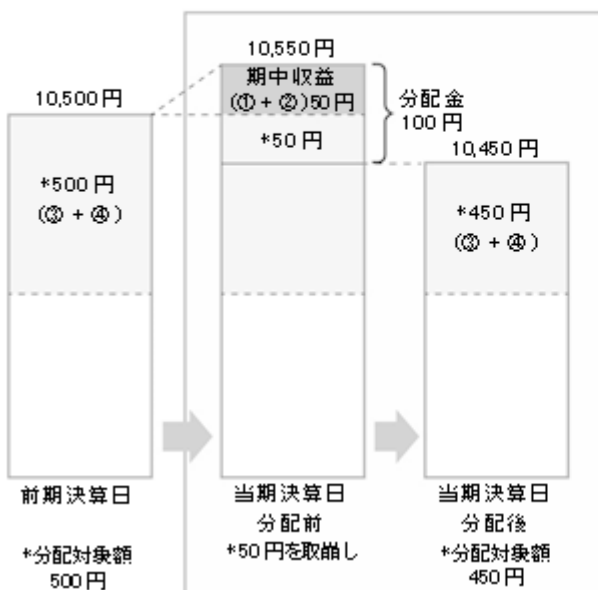 10,550円
期中収益
(①+②)50円
*50円
分配金
100円
10,500円
*500円
(③+④)
10,450円
*450円
(③+④)
前期決算日
*分配対象額
500円
当期決算日
分配前
*50円を取崩し
当期決算日
分配後
*分配対象額
450円